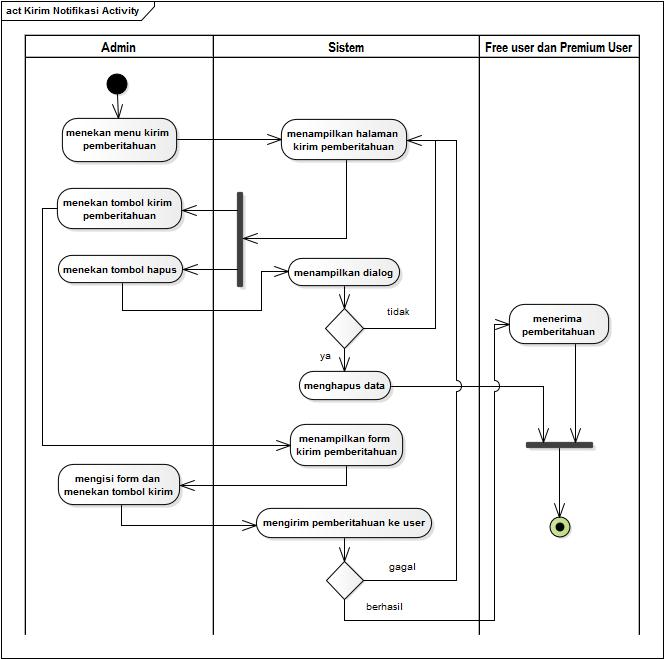 act Kirim Notifikasi Activity
Admin
Sistem
Free user dan Premium User
menekan menu kirim
pemberitahuan
menampilkan halaman
kirim pemberitahuan
menekan tombol kirim
pemberitahuan
menekan tombol hapus
menampilkan dialog
tidak
menerima
pemberitahuan
ya
menghapus data
menampilkan form
kirim pemberitahuan
mengisi form dan
menekan tombol kirim
mengirim pemberitahuan ke user
gagal
berhasil